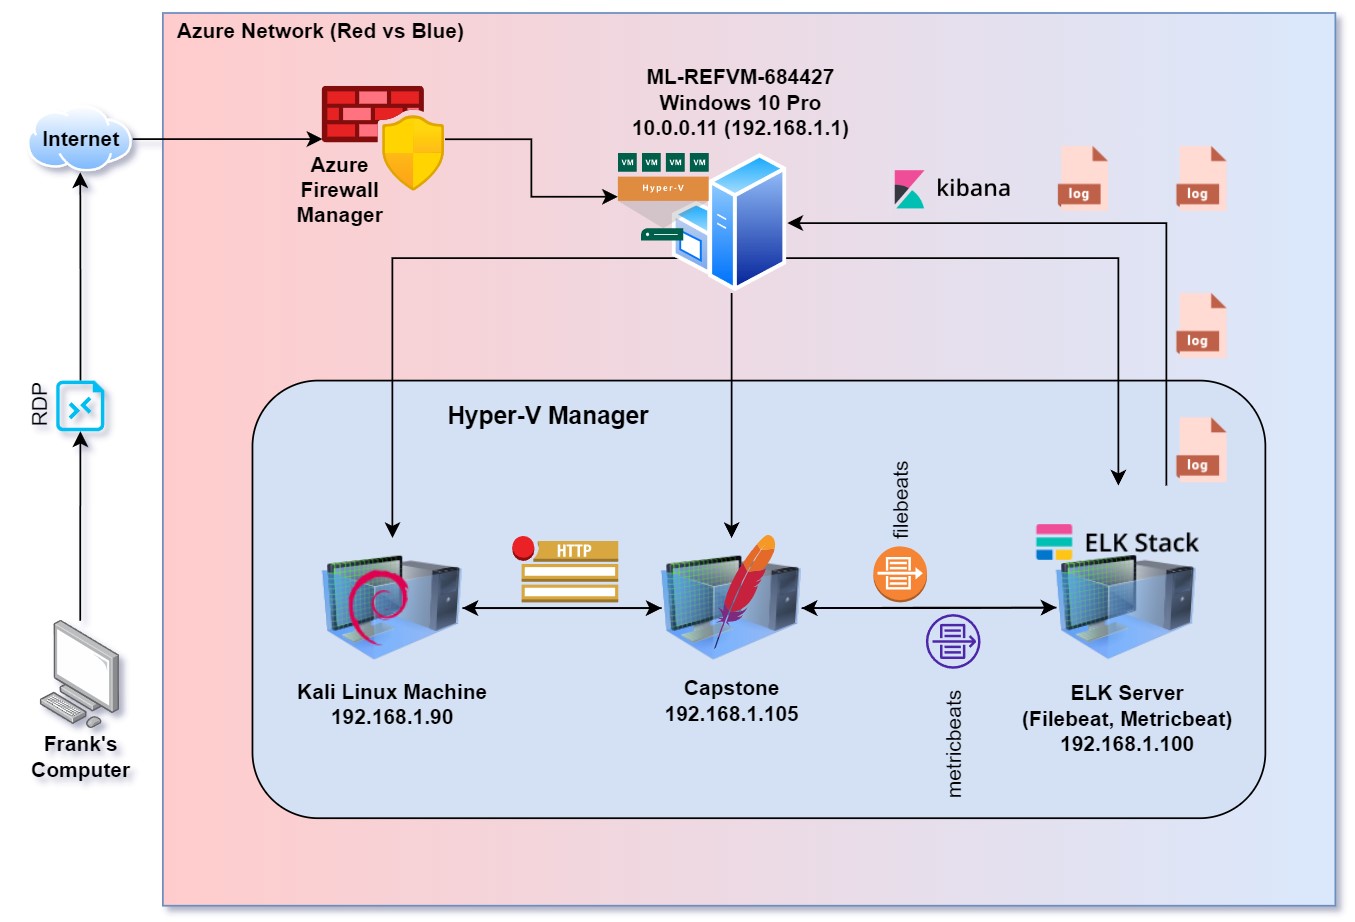 Azure Network (Red vs Blue)
ML-REFVM-684427
Windows 10 Pro
10.0.0.11 (192.168.1.1)
Internet
Azure
Firewall
Manager
VM VM VM VM
Hyper-V
kibana
log
log
log
log
RDP
Hyper-V Manager
HTTP
filebeats
metricbeats
ELK Stack
Kali Linux Machine
192.168.1.90
Capstone
192.168.1.105
ELK Server
(Filebeat, Metricbeat)
192.168.1.100
Frank's
Computer